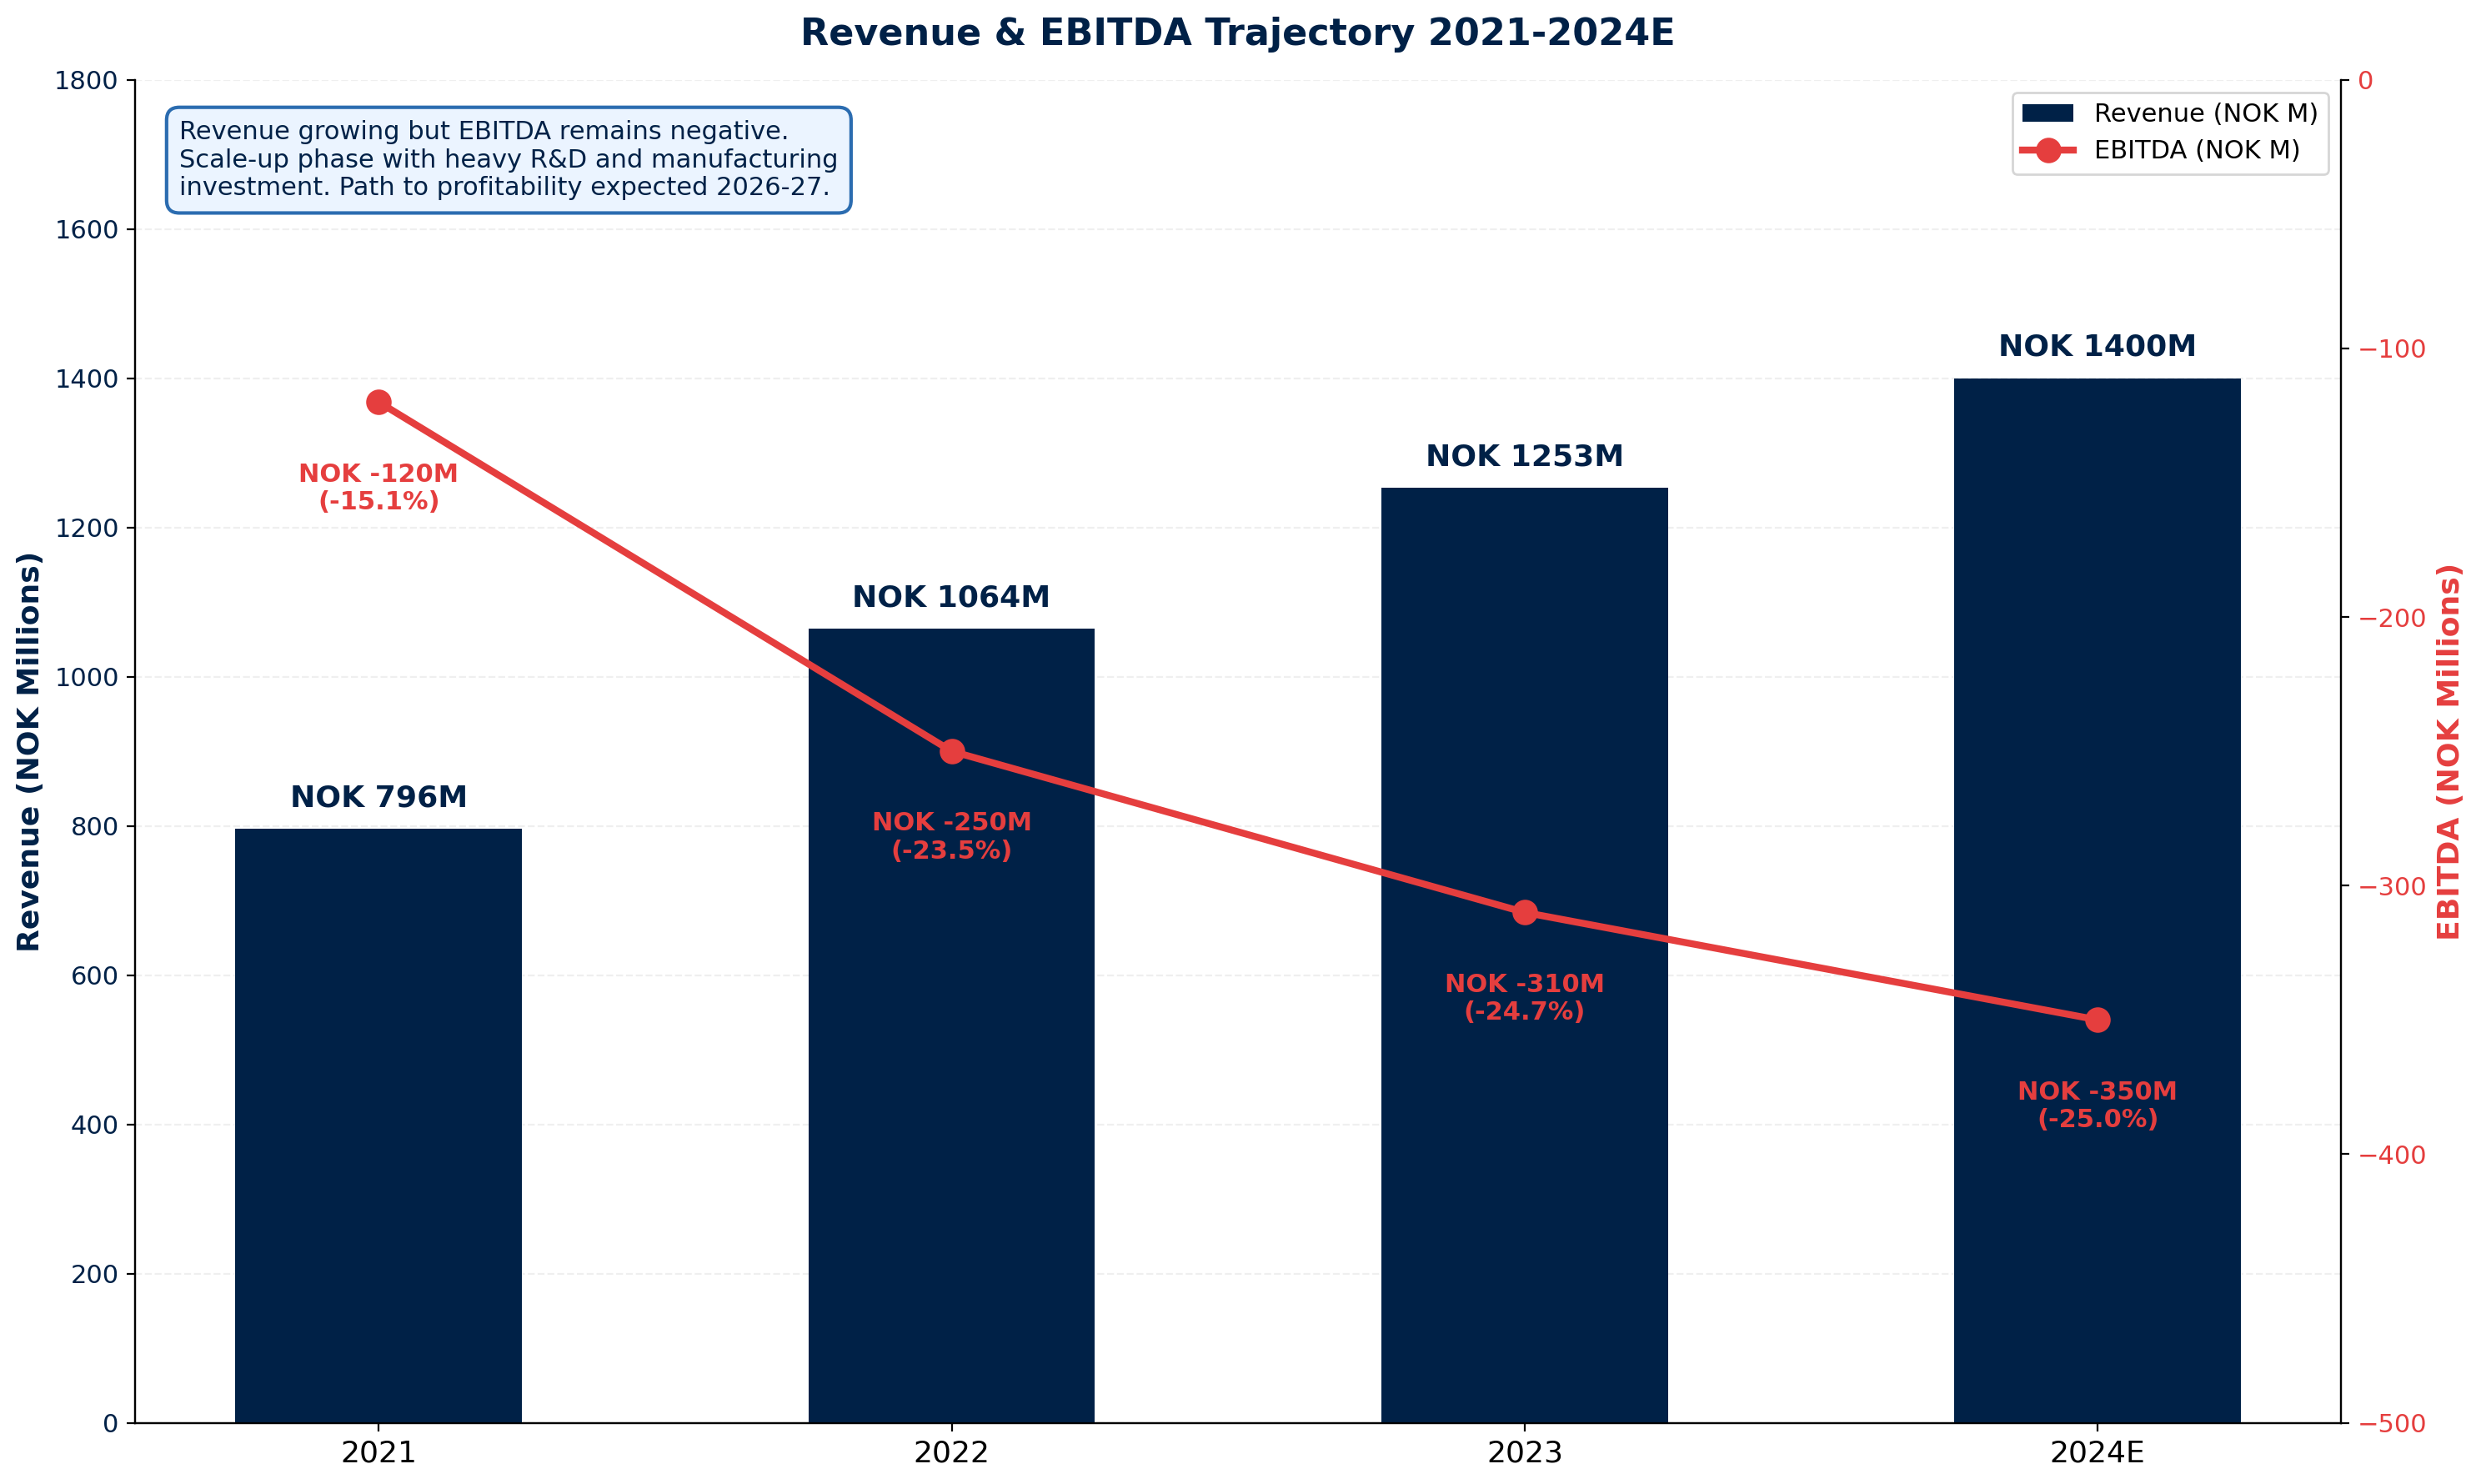 Revenue & EBITDA Trajectory 2021-2024E
Revenue growing but EBITDA remains negative.
Scale-up phase with heavy R&D and manufacturing
investment. Path to profitability expected 2026-27.
Revenue (NOK M)
EBITDA (NOK M)
Revenue (NOK Millions)
1800
1600
1400
1200
1000
800
600
400
200
0
NOK 796M
NOK 1064M
NOK 1253M
NOK 1400M
NOK -120M
(-15.1%)
NOK -250M
(-23.5%)
NOK -310M
(-24.7%)
NOK -350M
(-25.0%)
0
−100
−200
−300
−400
−500
EBITDA (NOK Millions)
2021
2022
2023
2024E